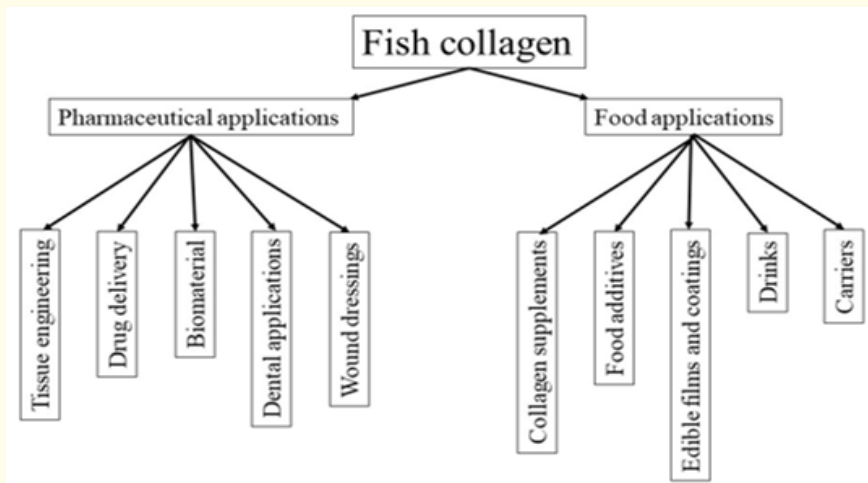 Fish collagen
Pharmaceutical applications
Food applications
Tissue engineering
Drug delivery
Biomaterial
Dental applications
Wound dressings
Collagen supplements
Food additives
Edible films and coatings
Drinks
Carriers